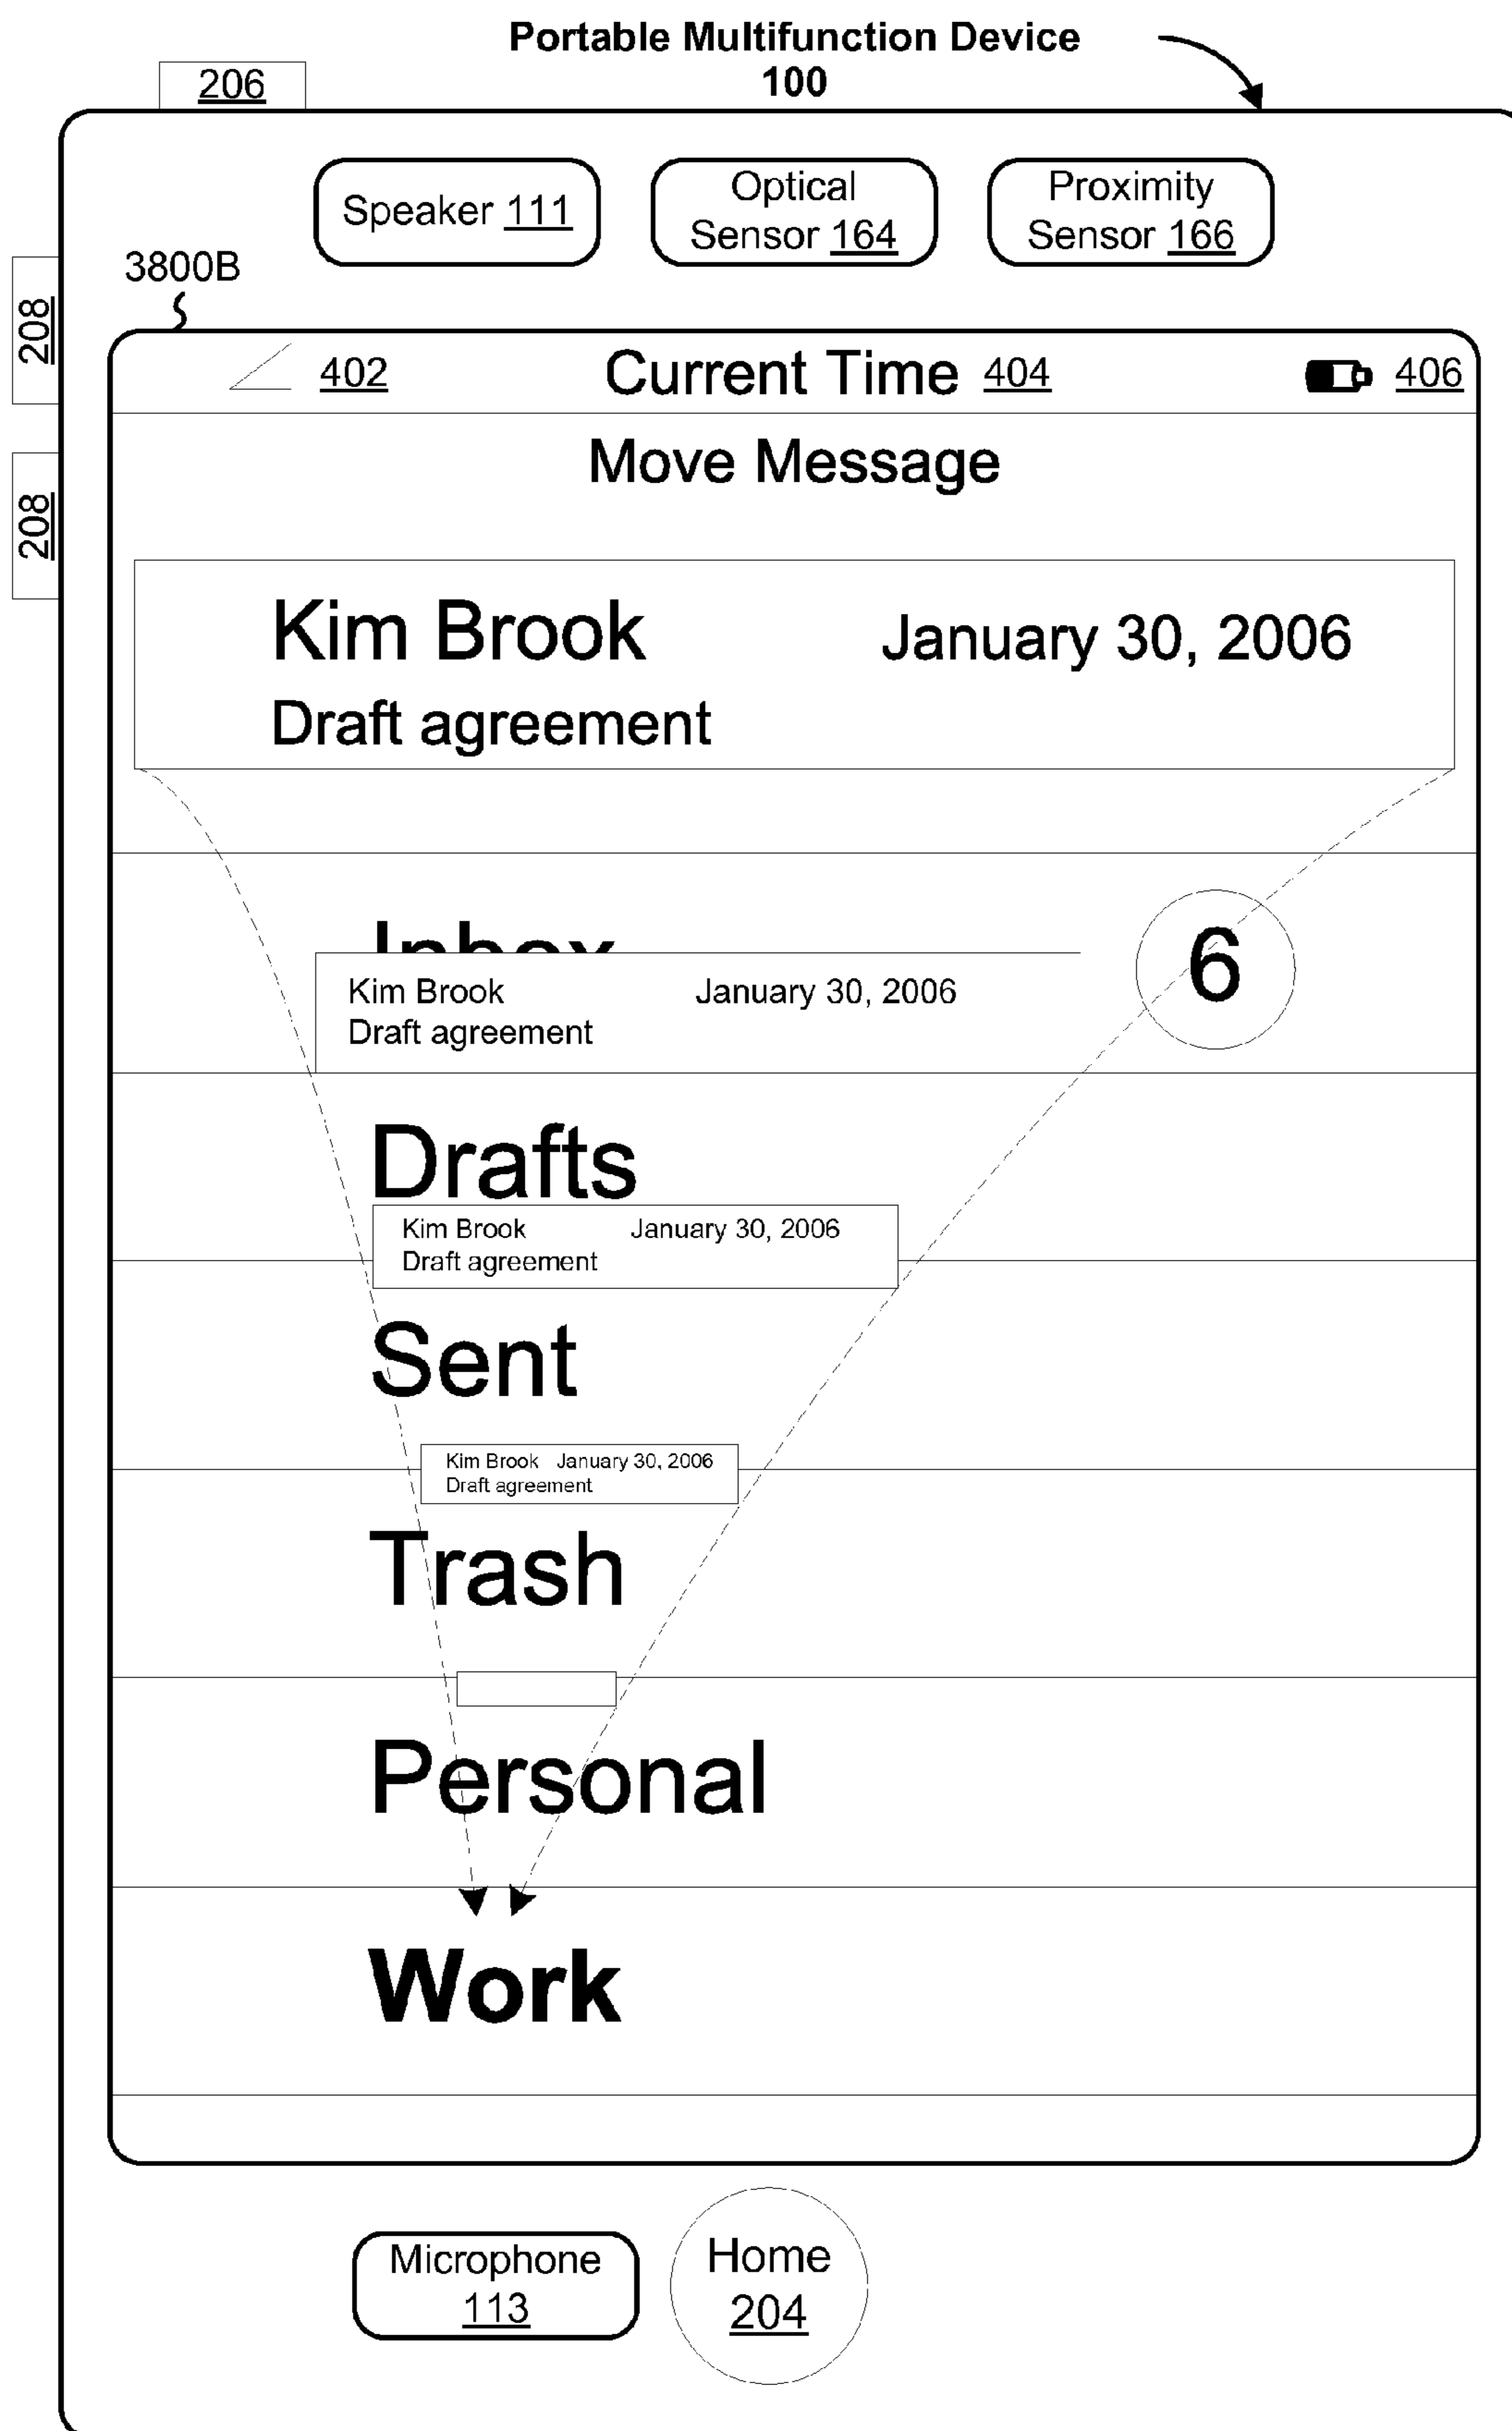 Portable Multifunction Device
100
206
Speaker 111
Optical
Sensor 164
Proximity
Sensor 166
3800B
208
208
402
Current Time 404
406
Move Message
Kim Brook
January 30, 2006
Draft agreement
Inbox
6
Kim Brook
January 30, 2006
Draft agreement
Drafts
Kim Brook
January 30, 2006
Draft agreement
Sent
Kim Brook January 30, 2006
Draft agreement
Trash
Personal
Work
Microphone
113
Home
204